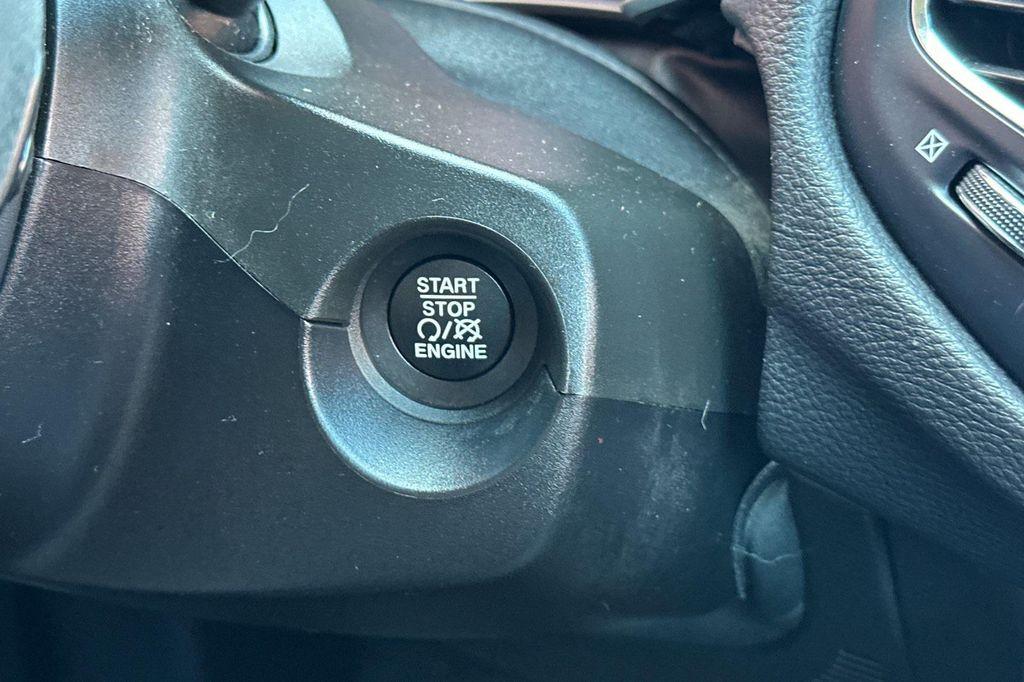 START
STOP
/
ENGINE